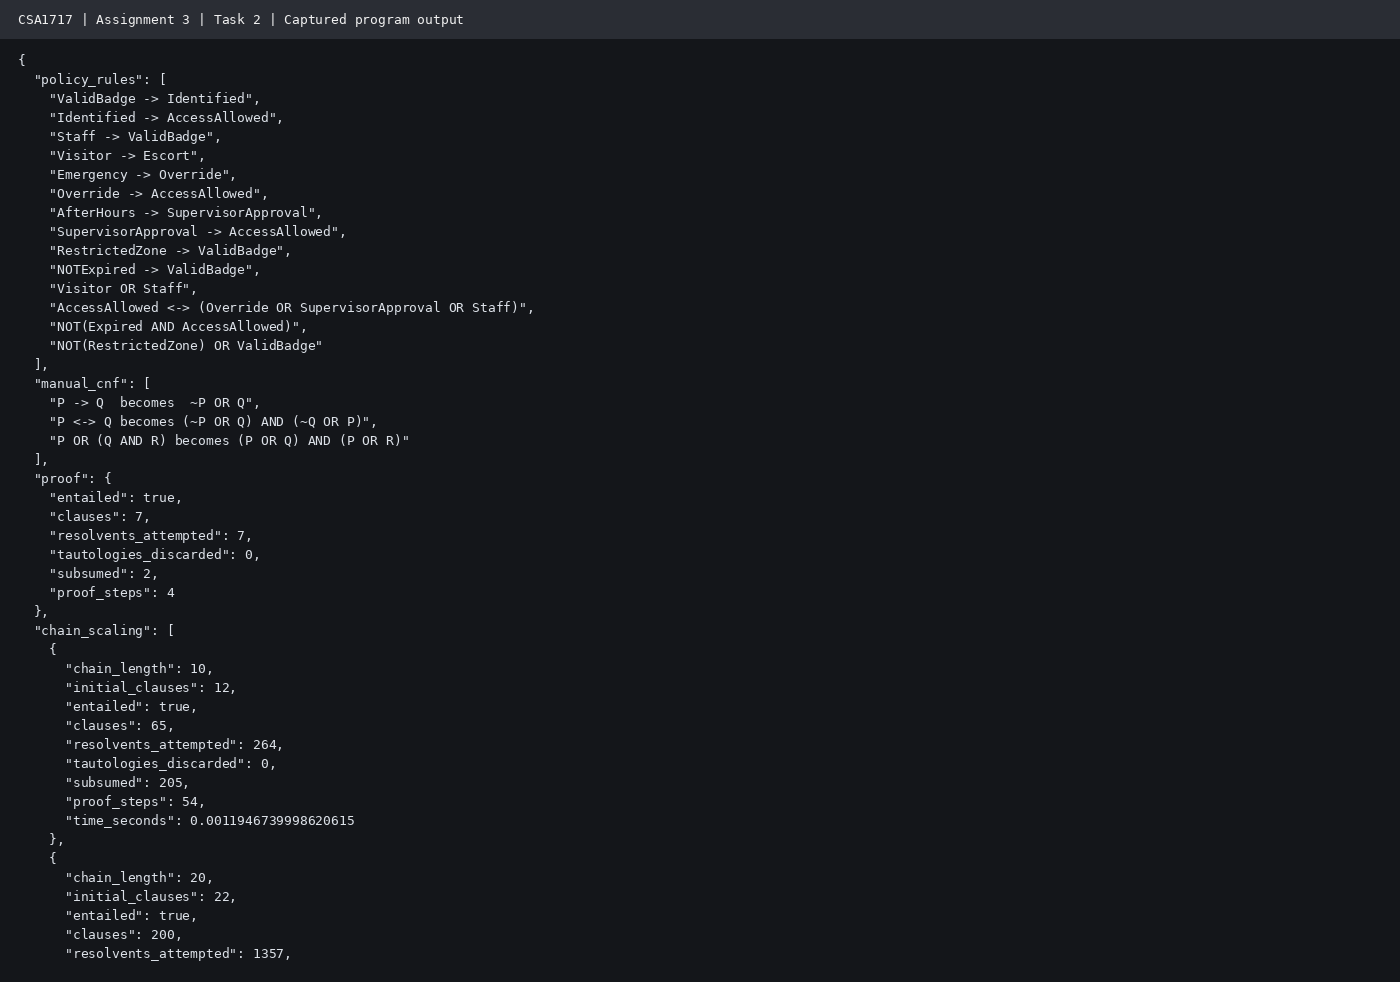 CSA1717 | Assignment 3 | Task 2 | Captured program output
{
  "policy_rules": [
    "ValidBadge -> Identified",
    "Identified -> AccessAllowed",
    "Staff -> ValidBadge",
    "Visitor -> Escort",
    "Emergency -> Override",
    "Override -> AccessAllowed",
    "AfterHours -> SupervisorApproval",
    "SupervisorApproval -> AccessAllowed",
    "RestrictedZone -> ValidBadge",
    "NOTExpired -> ValidBadge",
    "Visitor OR Staff",
    "AccessAllowed <-> (Override OR SupervisorApproval OR Staff)",
    "NOT(Expired AND AccessAllowed)",
    "NOT(RestrictedZone) OR ValidBadge"
  ],
  "manual_cnf": [
    "P -> Q  becomes  ~P OR Q",
    "P <-> Q becomes (~P OR Q) AND (~Q OR P)",
    "P OR (Q AND R) becomes (P OR Q) AND (P OR R)"
  ],
  "proof": {
    "entailed": true,
    "clauses": 7,
    "resolvents_attempted": 7,
    "tautologies_discarded": 0,
    "subsumed": 2,
    "proof_steps": 4
  },
  "chain_scaling": [
    {
      "chain_length": 10,
      "initial_clauses": 12,
      "entailed": true,
      "clauses": 65,
      "resolvents_attempted": 264,
      "tautologies_discarded": 0,
      "subsumed": 205,
      "proof_steps": 54,
      "time_seconds": 0.0011946739998620615
    },
    {
      "chain_length": 20,
      "initial_clauses": 22,
      "entailed": true,
      "clauses": 200,
      "resolvents_attempted": 1357,